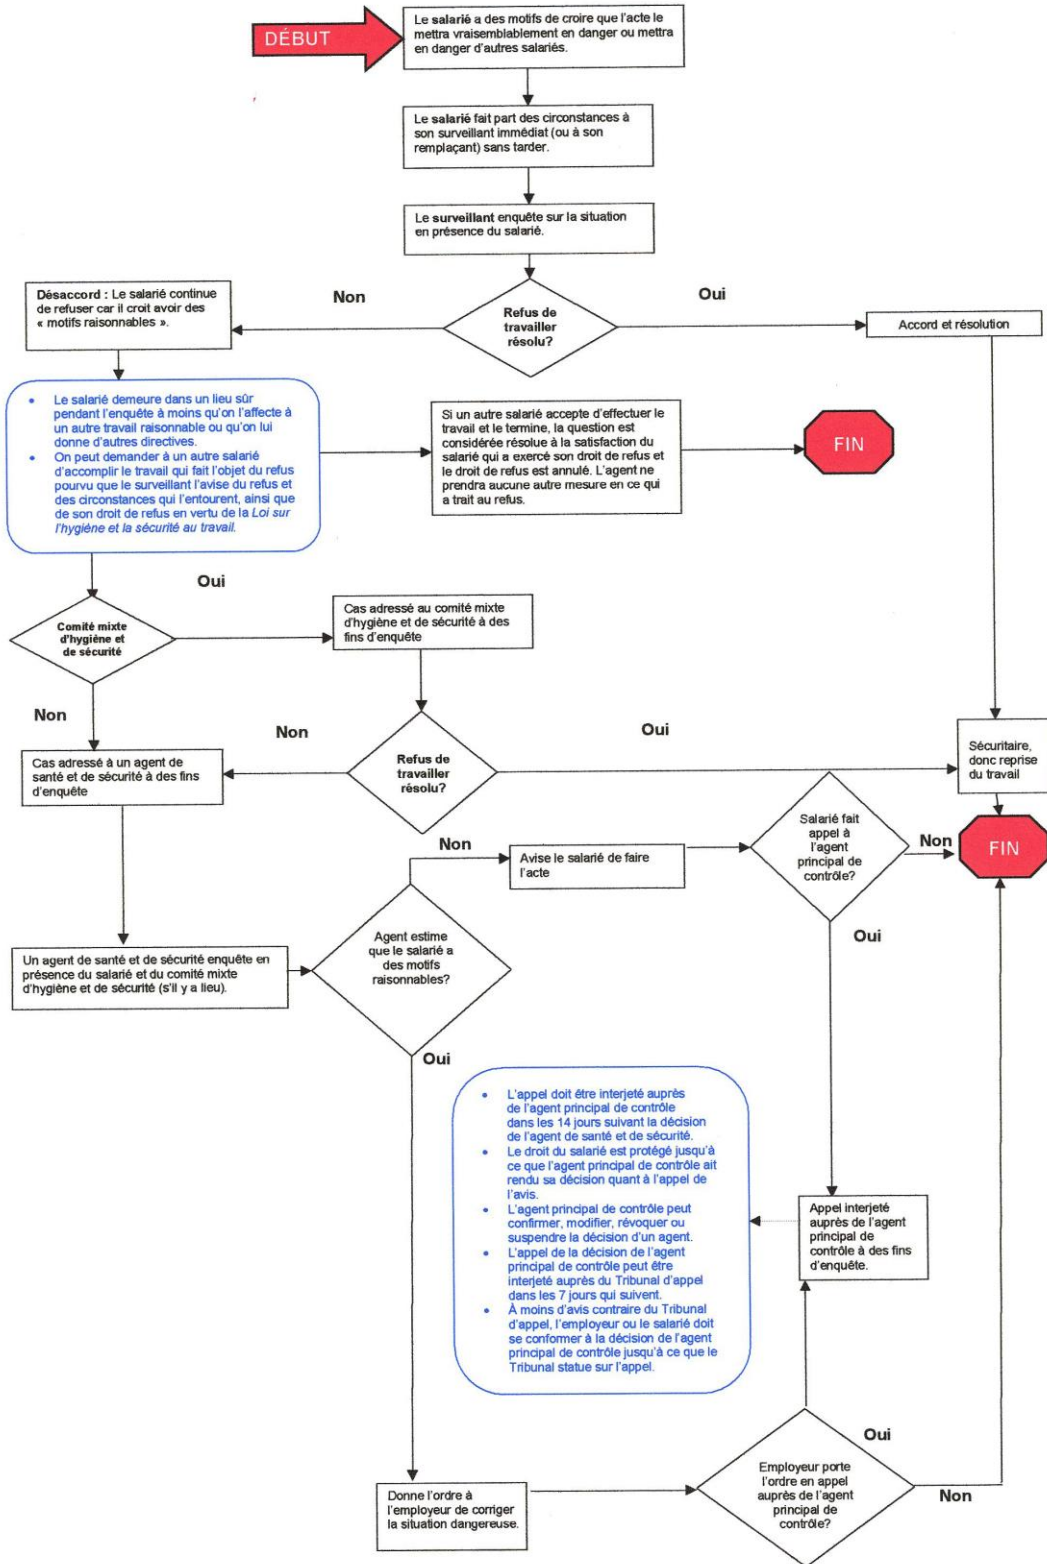 DÉBUT
Le salarié a des motifs de croire que l'acte le
mettra vraisemblablement en danger ou mettra
en danger d'autres salariés.
Le salarié fait part des circonstances à
son surveillant immédiat (ou à son
remplaçant) sans tarder.
Le surveillant enquête sur la situation
en présence du salarié.
Non
Oui
Désaccord : Le salarié continue
de refuser car il croit avoir des
« motifs raisonnables ».
Refus de
travailler
résolu?
Accord et résolution
• Le salarié demeure dans un lieu sûr
pendant l'enquête à moins qu'on l'affecte à
un autre travail raisonnable ou qu'on lui
donne d'autres directives.
• On peut demander à un autre salarié
d'accomplir le travail qui fait l'objet du refus
pourvu que le surveillant l'avise du refus et
des circonstances qui l'entourent, ainsi que
de son droit de refus en vertu de la Loi sur
l'hygiène et la sécurité au travail.
Si un autre salarié accepte d'effectuer le
travail et le termine, la question est
considérée résolue à la satisfaction du
salarié qui a exercé son droit de refus et
le droit de refus est annulé. L'agent ne
prendra aucune autre mesure en ce qui
a trait au refus.
FIN
Oui
Comité mixte
d'hygiène et
de sécurité
Cas adressé au comité mixte
d'hygiène et de sécurité à des
fins d'enquête
Non
Non
Oui
Cas adressé à un agent de
santé et de sécurité à des fins
d'enquête
Refus de
travailler
résolu?
Sécuritaire,
donc reprise
du travail
Non
Avise le salarié de faire
l'acte
Salarié fait
appel à
l'agent
principal de
contrôle?
Non
FIN
Oui
Un agent de santé et de sécurité enquête en
présence du salarié et du comité mixte
d'hygiène et de sécurité (s'il y a lieu).
Agent estime
que le salarié a
des motifs
raisonnables?
Oui
• L'appel doit être interjeté auprès
de l'agent principal de contrôle
dans les 14 jours suivant la décision
de l'agent de santé et de sécurité.
• Le droit du salarié est protégé jusqu'à
ce que l'agent principal de contrôle ait
rendu sa décision quant à l'appel de
l'avis.
• L'agent principal de contrôle peut
confirmer, modifier, révoquer ou
suspendre la décision d'un agent.
• L'appel de la décision de l'agent
principal de contrôle peut être
interjeté auprès du Tribunal d'appel
dans les 7 jours qui suivent.
• À moins d'avis contraire du Tribunal
d'appel, l'employeur ou le salarié doit
se conformer à la décision de l'agent
principal de contrôle jusqu'à ce que le
Tribunal statue sur l'appel.
Appel interjeté
auprès de l'agent
principal de
contrôle à des fins
d'enquête.
Oui
Donne l'ordre à
l'employeur de corriger
la situation dangereuse.
Employeur porte
l'ordre en appel
auprès de l'agent
principal de
contrôle?
Non